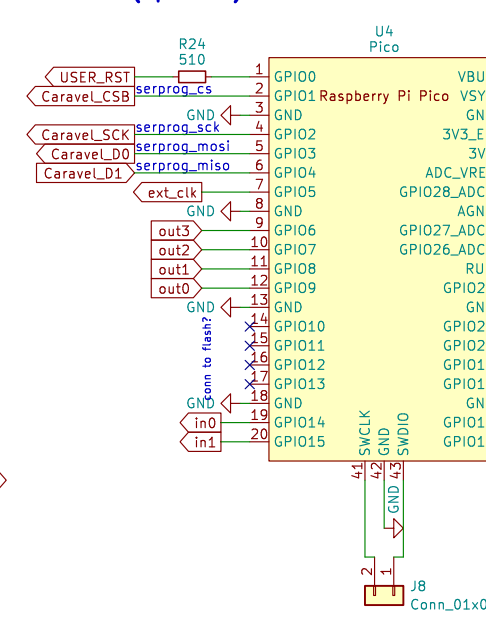 R24
510
U4
Pico
USER_RST
1
GPIO0
VBU
Caravel_CSB
serprog_cs
2
GPIO1
Raspberry Pi Pico
VSY
GND
3
GND
GN
Caravel_SCK
serprog_sck
4
GPIO2
3V3_E
Caravel_D0
serprog_mosi
5
GPIO3
3V
Caravel_D1
serprog_miso
6
GPIO4
ADC_VRE
ext_clk
7
GPIO5
GPIO28_ADC
GND
8
GND
AGN
out3
9
GPIO6
GPIO27_ADC
out2
10
GPIO7
GPIO26_ADC
out1
11
GPIO8
RU
out0
12
GPIO9
GPIO2
GND
13
GND
GN
conn to flash?
14
GPIO10
GPIO2
15
GPIO11
GPIO2
16
GPIO12
GPIO1
17
GPIO13
GPIO1
GND
18
GND
GN
in0
19
GPIO14
GPIO1
in1
20
GPIO15
GPIO1
SWCLK
GND
SWDIO
41
42
43
GND
2
1
J8
Conn_01x0